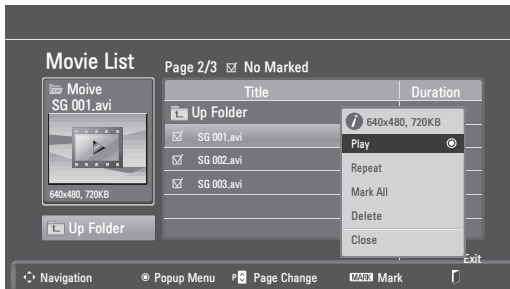 Movie List
Page 2/3 ☑ No Marked
Moive
SG 001.avi
640x480, 720KB
Up Folder
Title Duration
Up Folder
SG 001.avi
SG 002.avi
SG 003.avi
640x480, 720KB
Play
Repeat
Mark All
Delete
Close
Exit
Navigation Popup Menu P Page Change MARK Mark